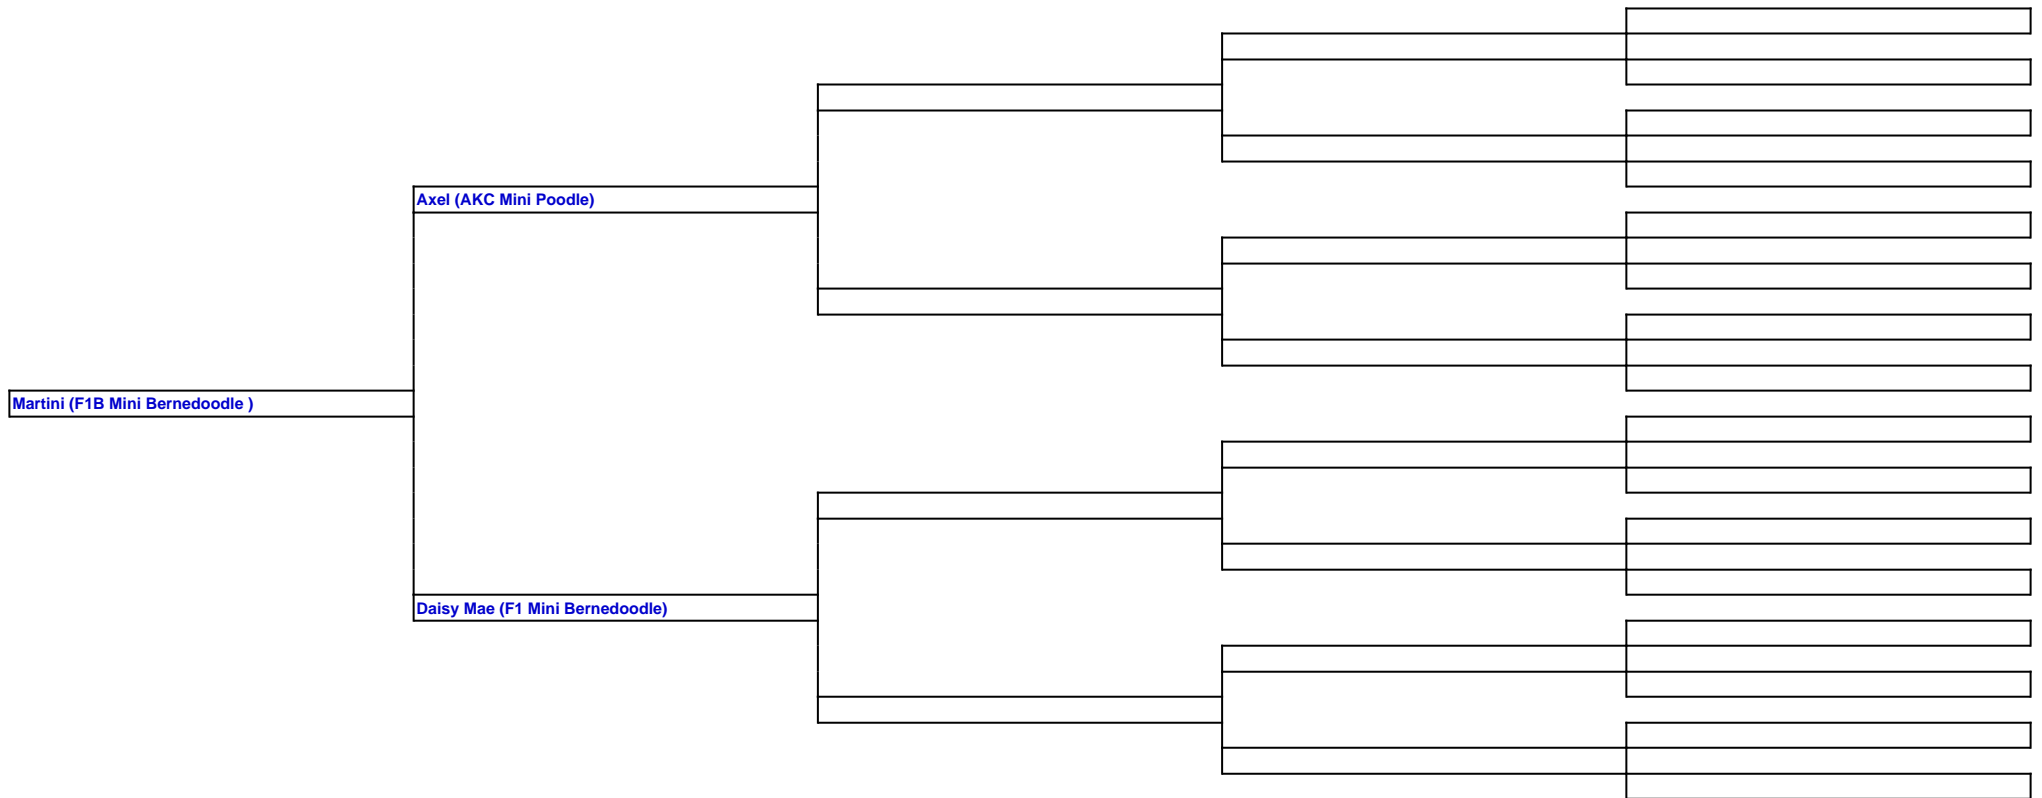 Axel (AKC Mini Poodle)
Martini (F1B Mini Bernedoodle )
Daisy Mae (F1 Mini Bernedoodle)